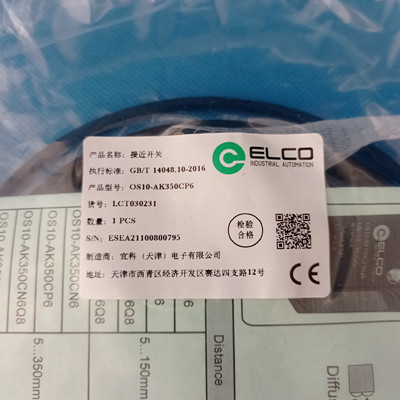 ELCO
INDUSTRIAL AUTOMATION
产品名称: 接近开关
执行标准: GB/T 14048.10-2016
产品型号: OS10-AK350CP6
货号: LCT030231
数量: 1 PCS
S/N: ESEA21100800795
检验
合格
制造商: 宜科（天津）电子有限公司
地址: 天津市西青区经济开发区赛达四支路12号
CE
ELCO
OS10-AK350CN6Q8
OS10-AK350CP6
OS10-AK350CN6
5...350mm
5...150mm
Distance
Diffus